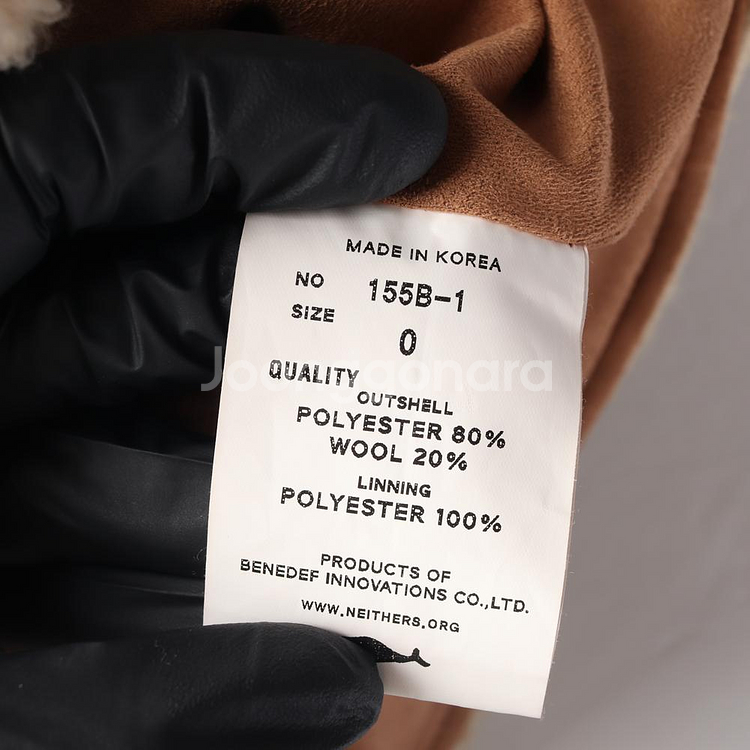 MADE IN KOREA
NO 155B-1
SIZE 0
QUALITY
OUTSHELL
POLYESTER 80%
WOOL 20%
LINNING
POLYESTER 100%
PRODUCTS OF
BENEDEF INNOVATIONS CO.,LTD.
WWW.NEITHERS.ORG
Joonggonara